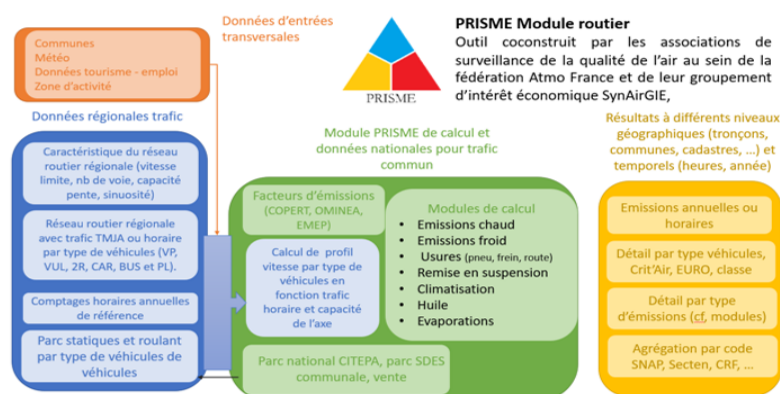 Données d'entrées
transversales
Communes
Météo
Données tourisme - emploi
Zone d'activité
PRISME
PRISME Module routier
Outil coconstruit par les associations de
surveillance de la qualité de l'air au sein de la
fédération Atmo France et de leur groupement
d'intérêt économique SynAirGIE,
Données régionales trafic
Caractéristique du réseau
routier régionale (vitesse
limite, nb de voie, capacité
pente, sinuosité)
Réseau routier régionale
avec trafic TMJA ou horaire
par type de véhicules (VP,
VUL, 2R, CAR, BUS et PL).
Comptages horaires annuelles
de référence
Parc statiques et roulant
par type de véhicules de
véhicules
Module PRISME de calcul et
données nationales pour trafic
commun
Facteurs d'émissions
(COPERT, OMINEA,
EMEP)
Calcul de profil
vitesse par type de
véhicules en
fonction trafic
horaire et capacité
de l'axe
Modules de calcul
• Emissions chaud
• Emissions froid
• Usures (pneu, frein, route)
• Remise en suspension
• Climatisation
• Huile
• Evaporations
Parc national CITEPA, parc SDES
communale, vente
Résultats à différents niveaux
géographiques (tronçons,
communes, cadastres, ...) et
temporels (heures, année)
Emissions annuelles ou
horaires
Détail par type véhicules,
Crit'Air, EURO, classe
Détail par type
d'émissions (cf, modules)
Agrégation par code
SNAP, Secten, CRF, ...